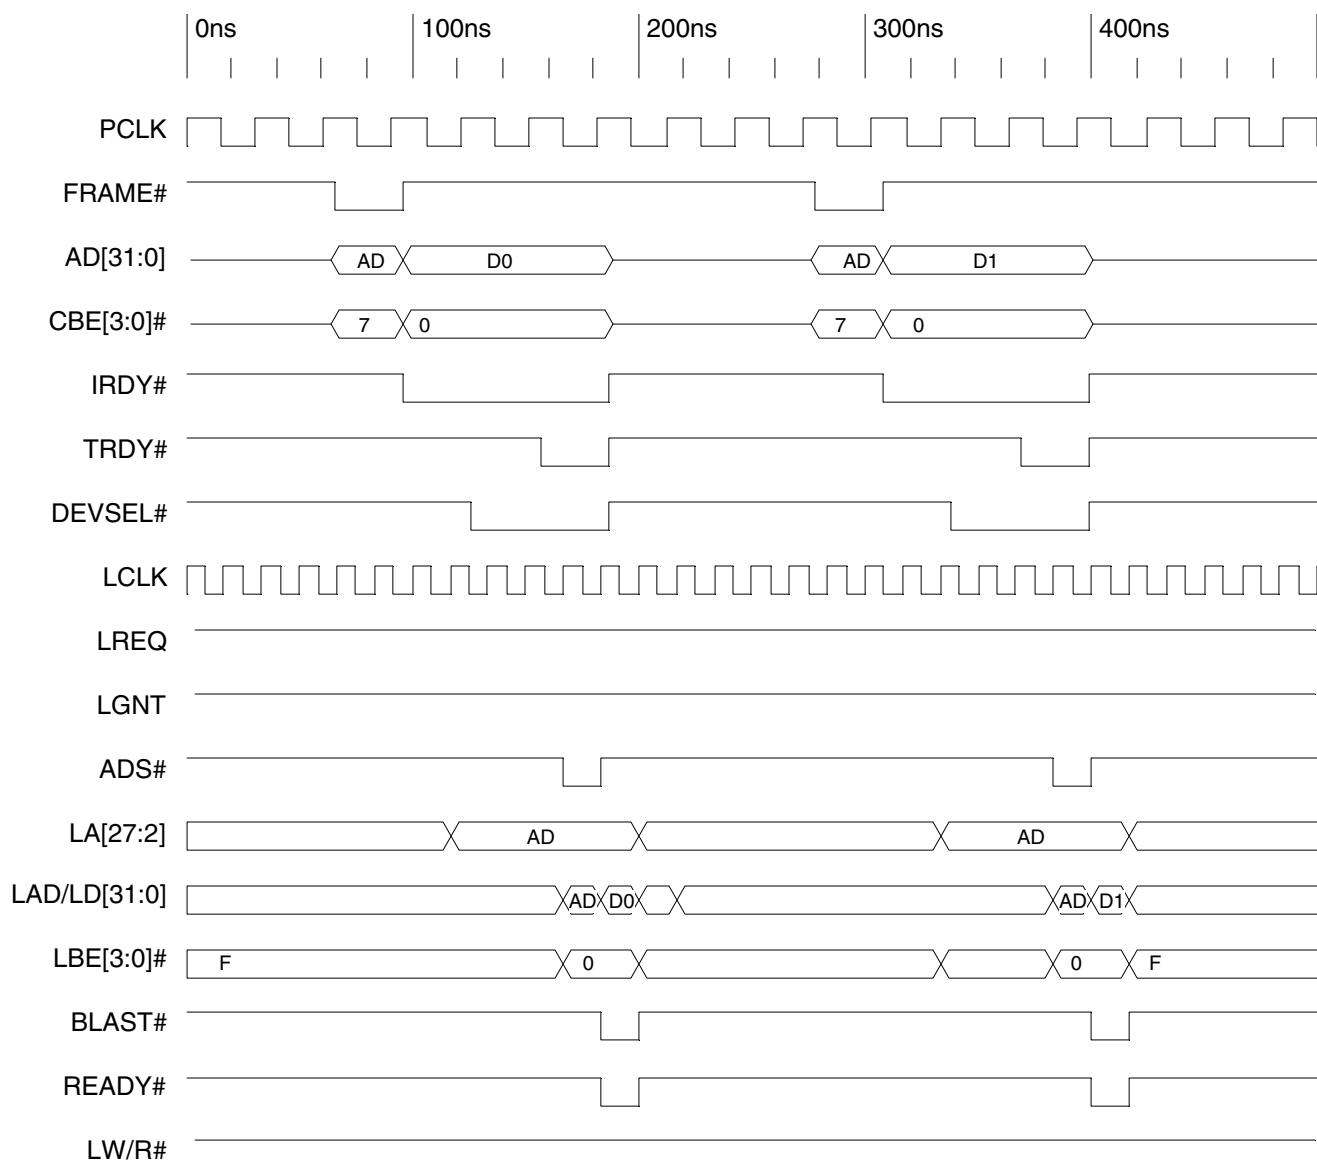 0ns 100ns 200ns 300ns 400ns
PCLK
FRAME#
AD[31:0] AD D0 AD D1
CBE[3:0]# 7 0 7 0
IRDY#
TRDY#
DEVSEL#
LCLK
LREQ
LGNT
ADS#
LA[27:2] AD AD
LAD/LD[31:0] AD D0 AD D1
LBE[3:0]# F 0 0 F
BLAST#
READY#
LW/R#